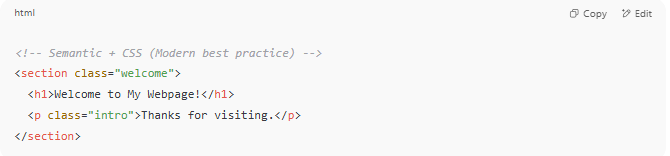 html
Copy
Edit
<!-- Semantic + CSS (Modern best practice) -->
<section class="welcome">
  <h1>Welcome to My Webpage!</h1>
  <p class="intro">Thanks for visiting.</p>
</section>